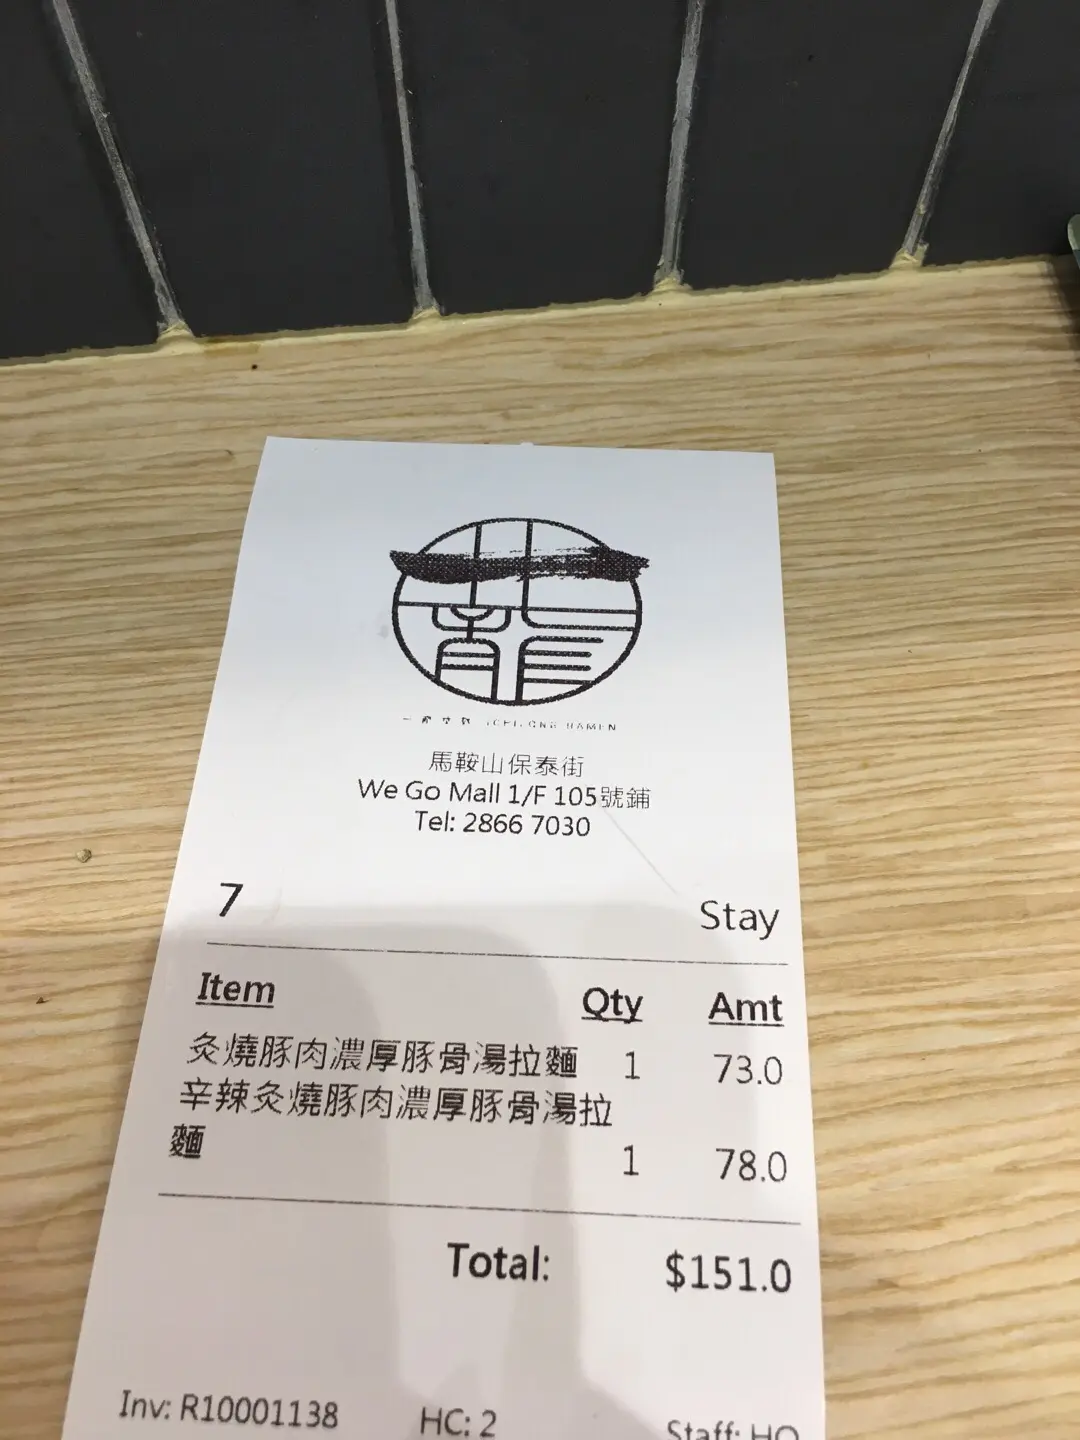 馬鞍山保泰街
We Go Mall 1/F 105號鋪
Tel: 2866 7030
7 Stay
Item Qty Amt
炙燒豚肉濃厚豚骨湯拉麵 1 73.0
辛辣炙燒豚肉濃厚豚骨湯拉
麵 1 78.0
Total: $151.0
Inv: R10001138 HC: 2 Staff: HO